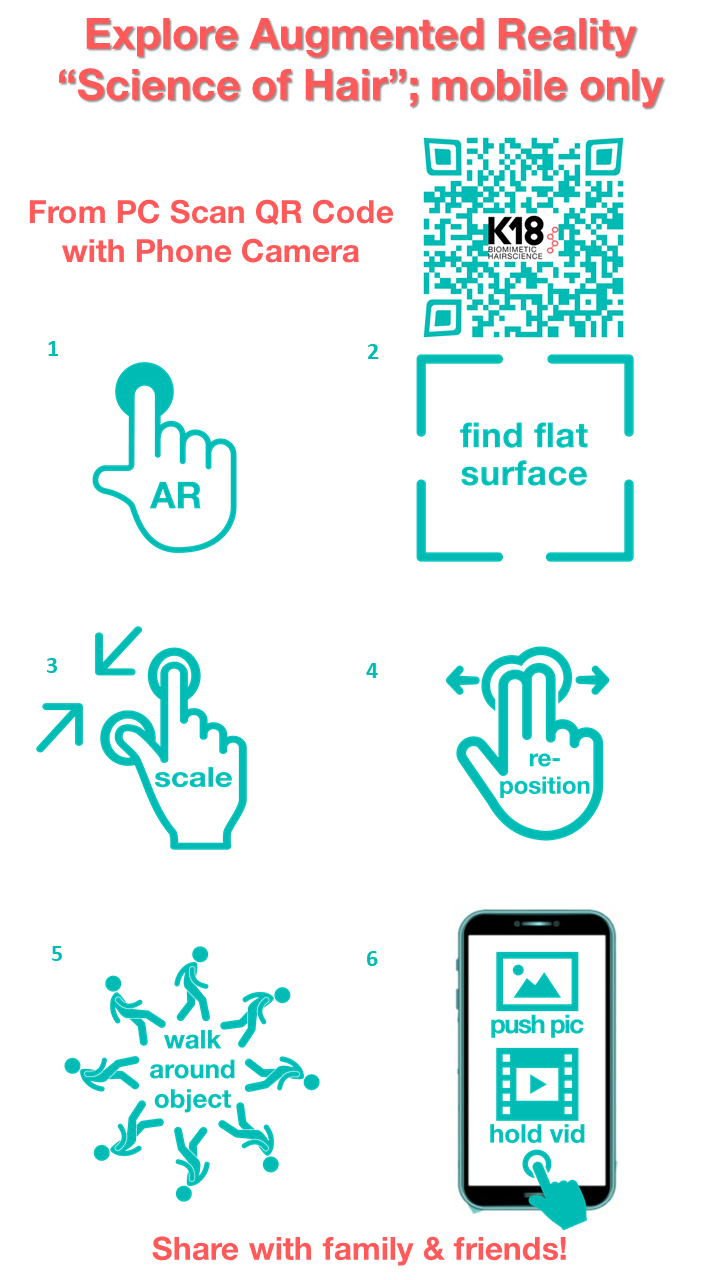 Explore Augmented Reality
“Science of Hair”; mobile only
From PC Scan QR Code
with Phone Camera
K18
BIOMIMETIC
HAIRSCIENCE
1
AR
2
find flat
surface
3
scale
4
re-
position
5
walk
around
object
6
push pic
hold vid
Share with family & friends!